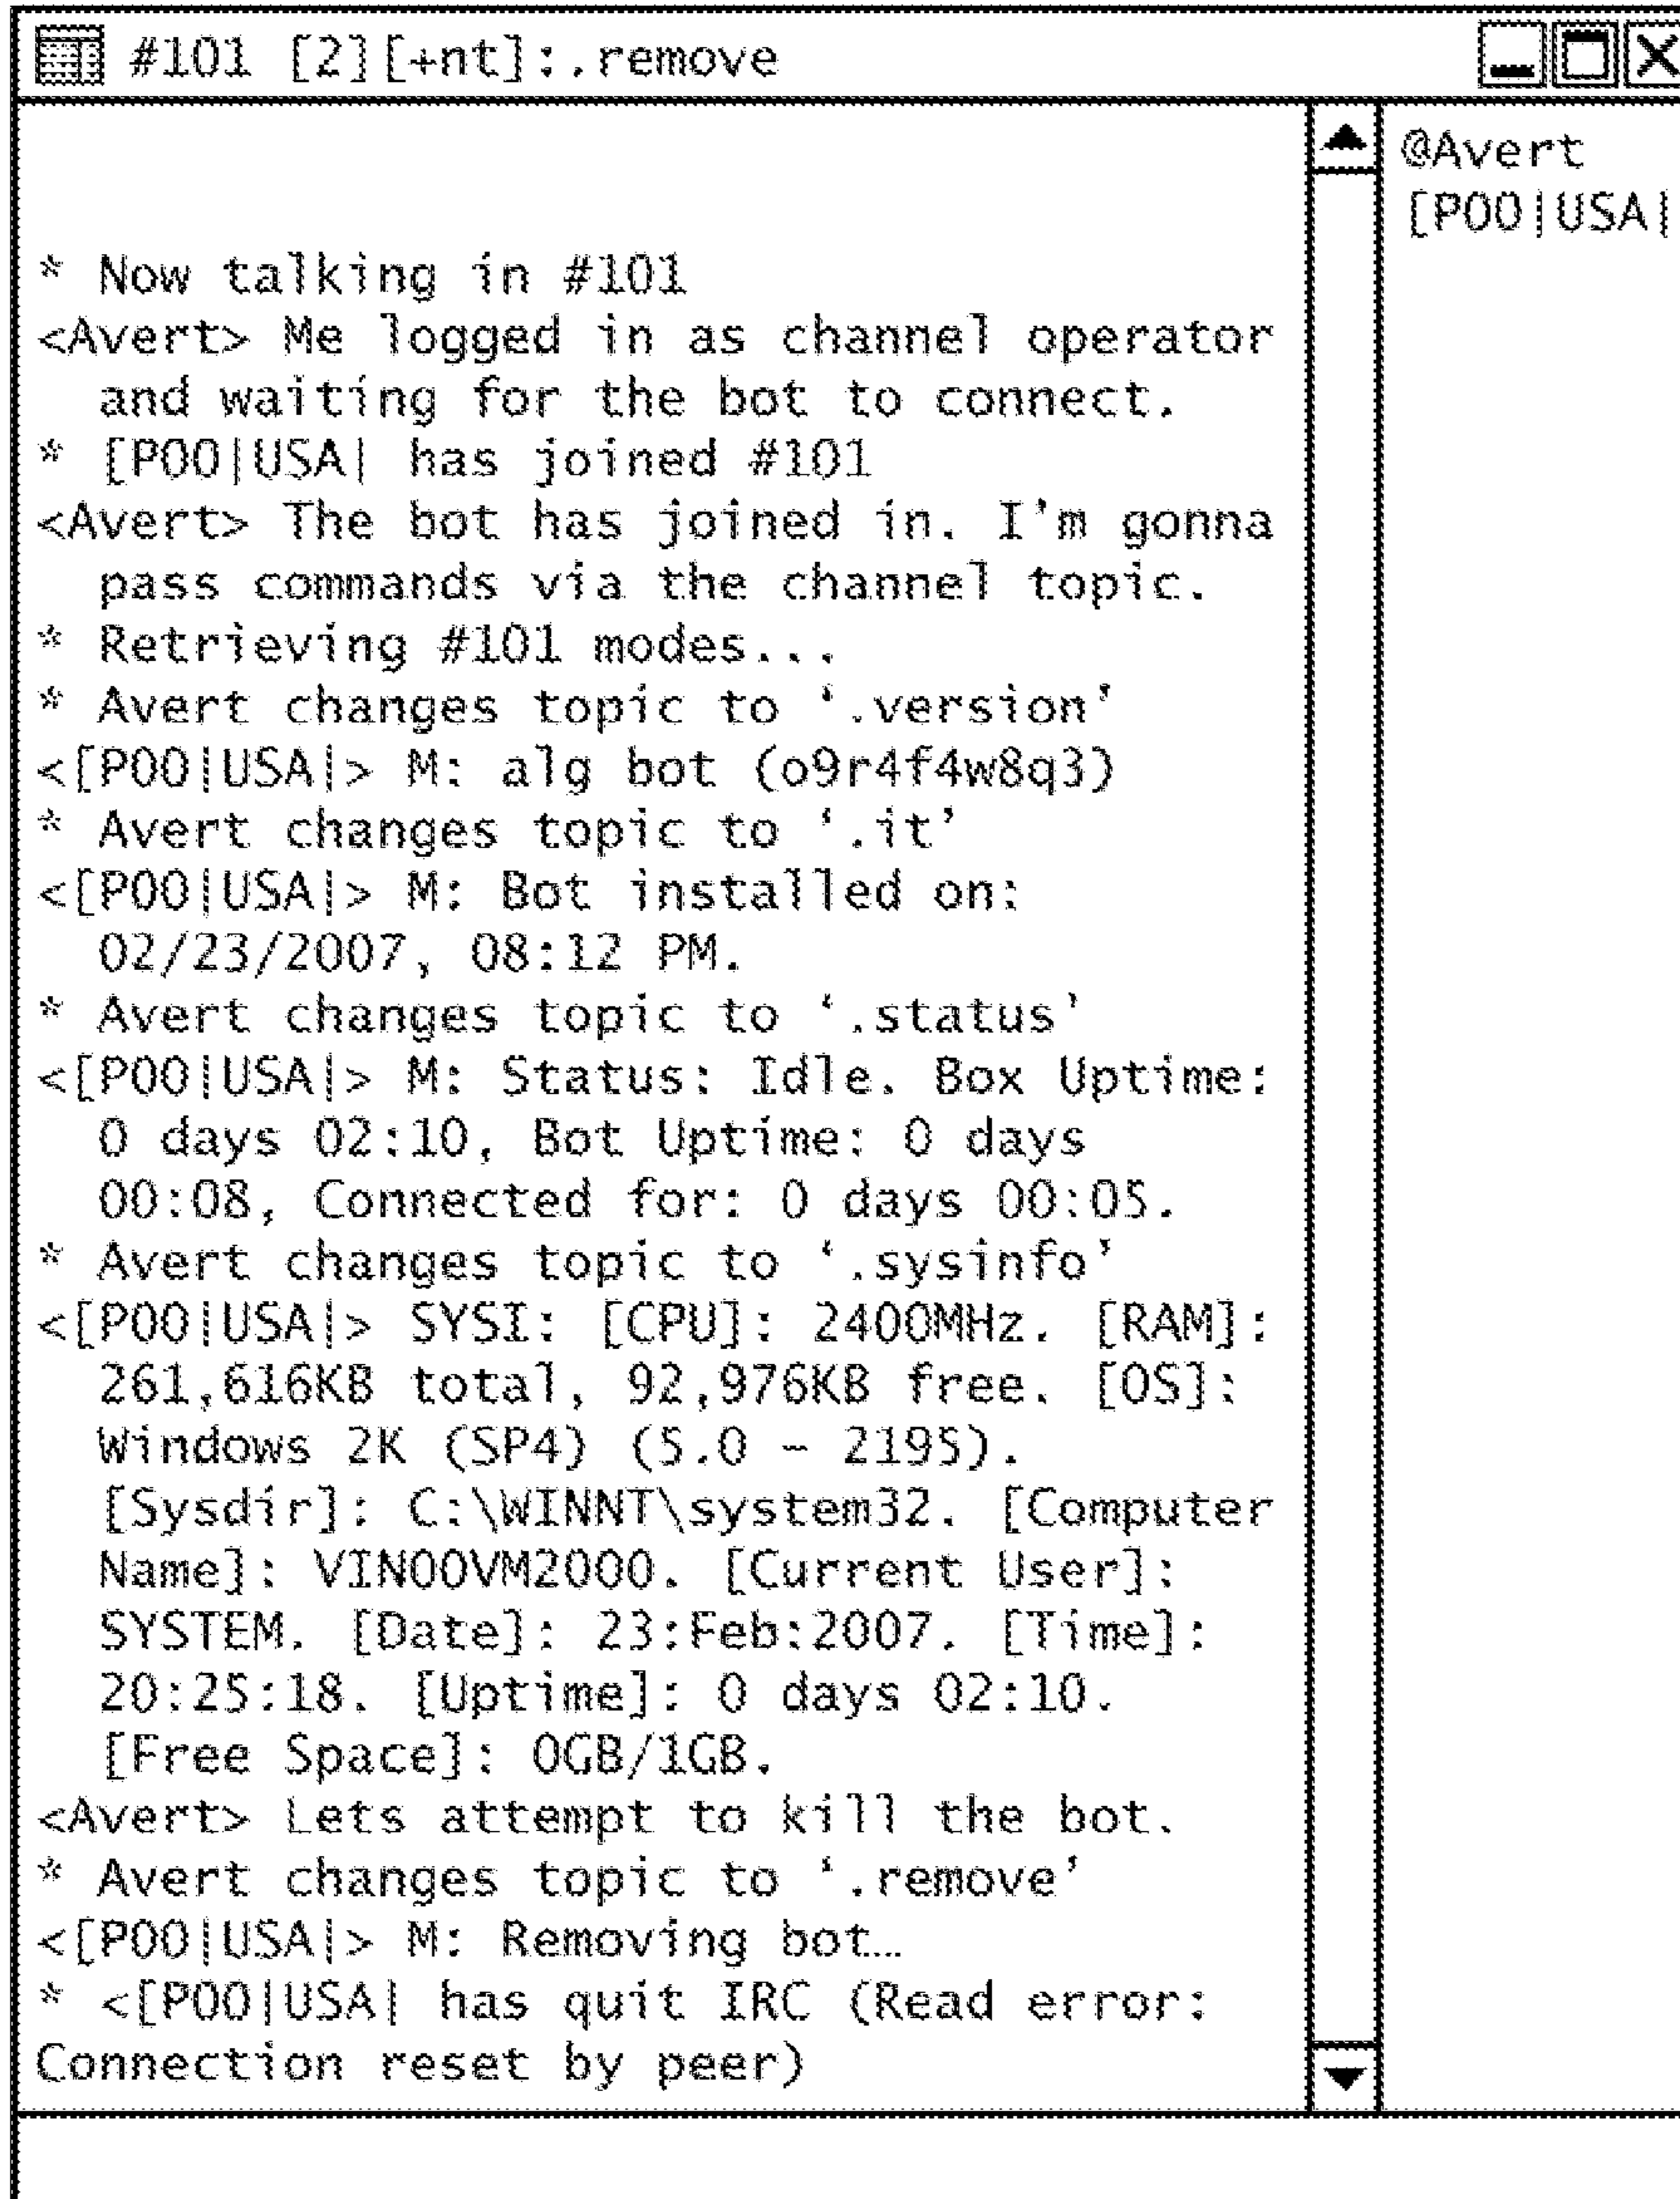 #101 [2][+nt]:.remove
@Avert
[P00|USA|
* Now talking in #101
<Avert> Me logged in as channel operator
and waiting for the bot to connect.
* [P00|USA| has joined #101
<Avert> The bot has joined in. I'm gonna
pass commands via the channel topic.
* Retrieving #101 modes...
* Avert changes topic to ‘.version’
<[P00|USA|> M: alg bot (o9r4f4w8q3)
* Avert changes topic to ‘.it’
<[P00|USA|> M: Bot installed on:
02/23/2007, 08:12 PM.
* Avert changes topic to ‘.status’
<[P00|USA|> M: Status: Idle. Box Uptime:
0 days 02:10, Bot Uptime: 0 days
00:08, Connected for: 0 days 00:05.
* Avert changes topic to ‘.sysinfo’
<[P00|USA|> SYSI: [CPU]: 2400MHz. [RAM]:
261,616KB total, 92,976KB free. [OS]:
Windows 2K (SP4) (5.0 – 2195).
[Sysdir]: C:\WINNT\system32. [Computer
Name]: VINOOVM2000. [Current User]:
SYSTEM. [Date]: 23:Feb:2007. [Time]:
20:25:18. [Uptime]: 0 days 02:10.
[Free Space]: 0GB/1GB.
<Avert> Lets attempt to kill the bot.
* Avert changes topic to ‘.remove’
<[P00|USA|> M: Removing bot…
* <[P00|USA| has quit IRC (Read error:
Connection reset by peer)